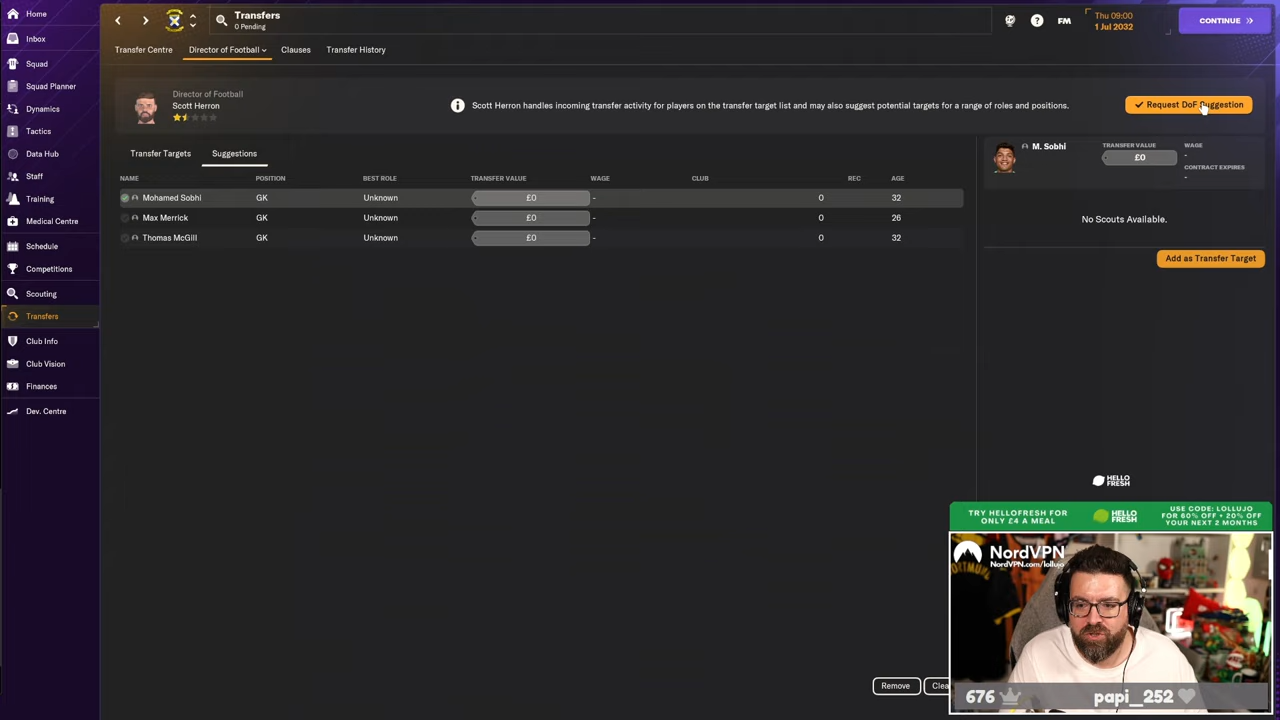 Home
Inbox
Squad
Squad Planner
Dynamics
Tactics
Data Hub
Staff
Training
Medical Centre
Schedule
Competitions
Scouting
Transfers
Club Info
Club Vision
Finances
Dev. Centre
Transfers
0 Pending
? FM Thu 09:00
1 Jul 2032
CONTINUE
Transfer Centre Director of Football Clauses Transfer History
Director of Football
Scott Herron
Scott Herron handles incoming transfer activity for players on the transfer target list and may also suggest potential targets for a range of roles and positions.
Request DoF Suggestion
Transfer Targets Suggestions
NAME POSITION BEST ROLE TRANSFER VALUE WAGE CLUB REC AGE
Mohamed Sobhi GK Unknown £0 - 0 32
Max Merrick GK Unknown £0 - 0 26
Thomas McGill GK Unknown £0 - 0 32
M. Sobhi
TRANSFER VALUE
£0
WAGE
-
CONTRACT EXPIRES
-
No Scouts Available.
Add as Transfer Target
HELLO
FRESH
TRY HELLOFRESH FOR
ONLY £4 A MEAL
HELLO
FRESH
USE CODE: LOLLUJO
FOR 60% OFF + 20% OFF
YOUR NEXT 2 MONTHS
NordVPN
NordVPN.com/lollujo
Remove
676 papi_252